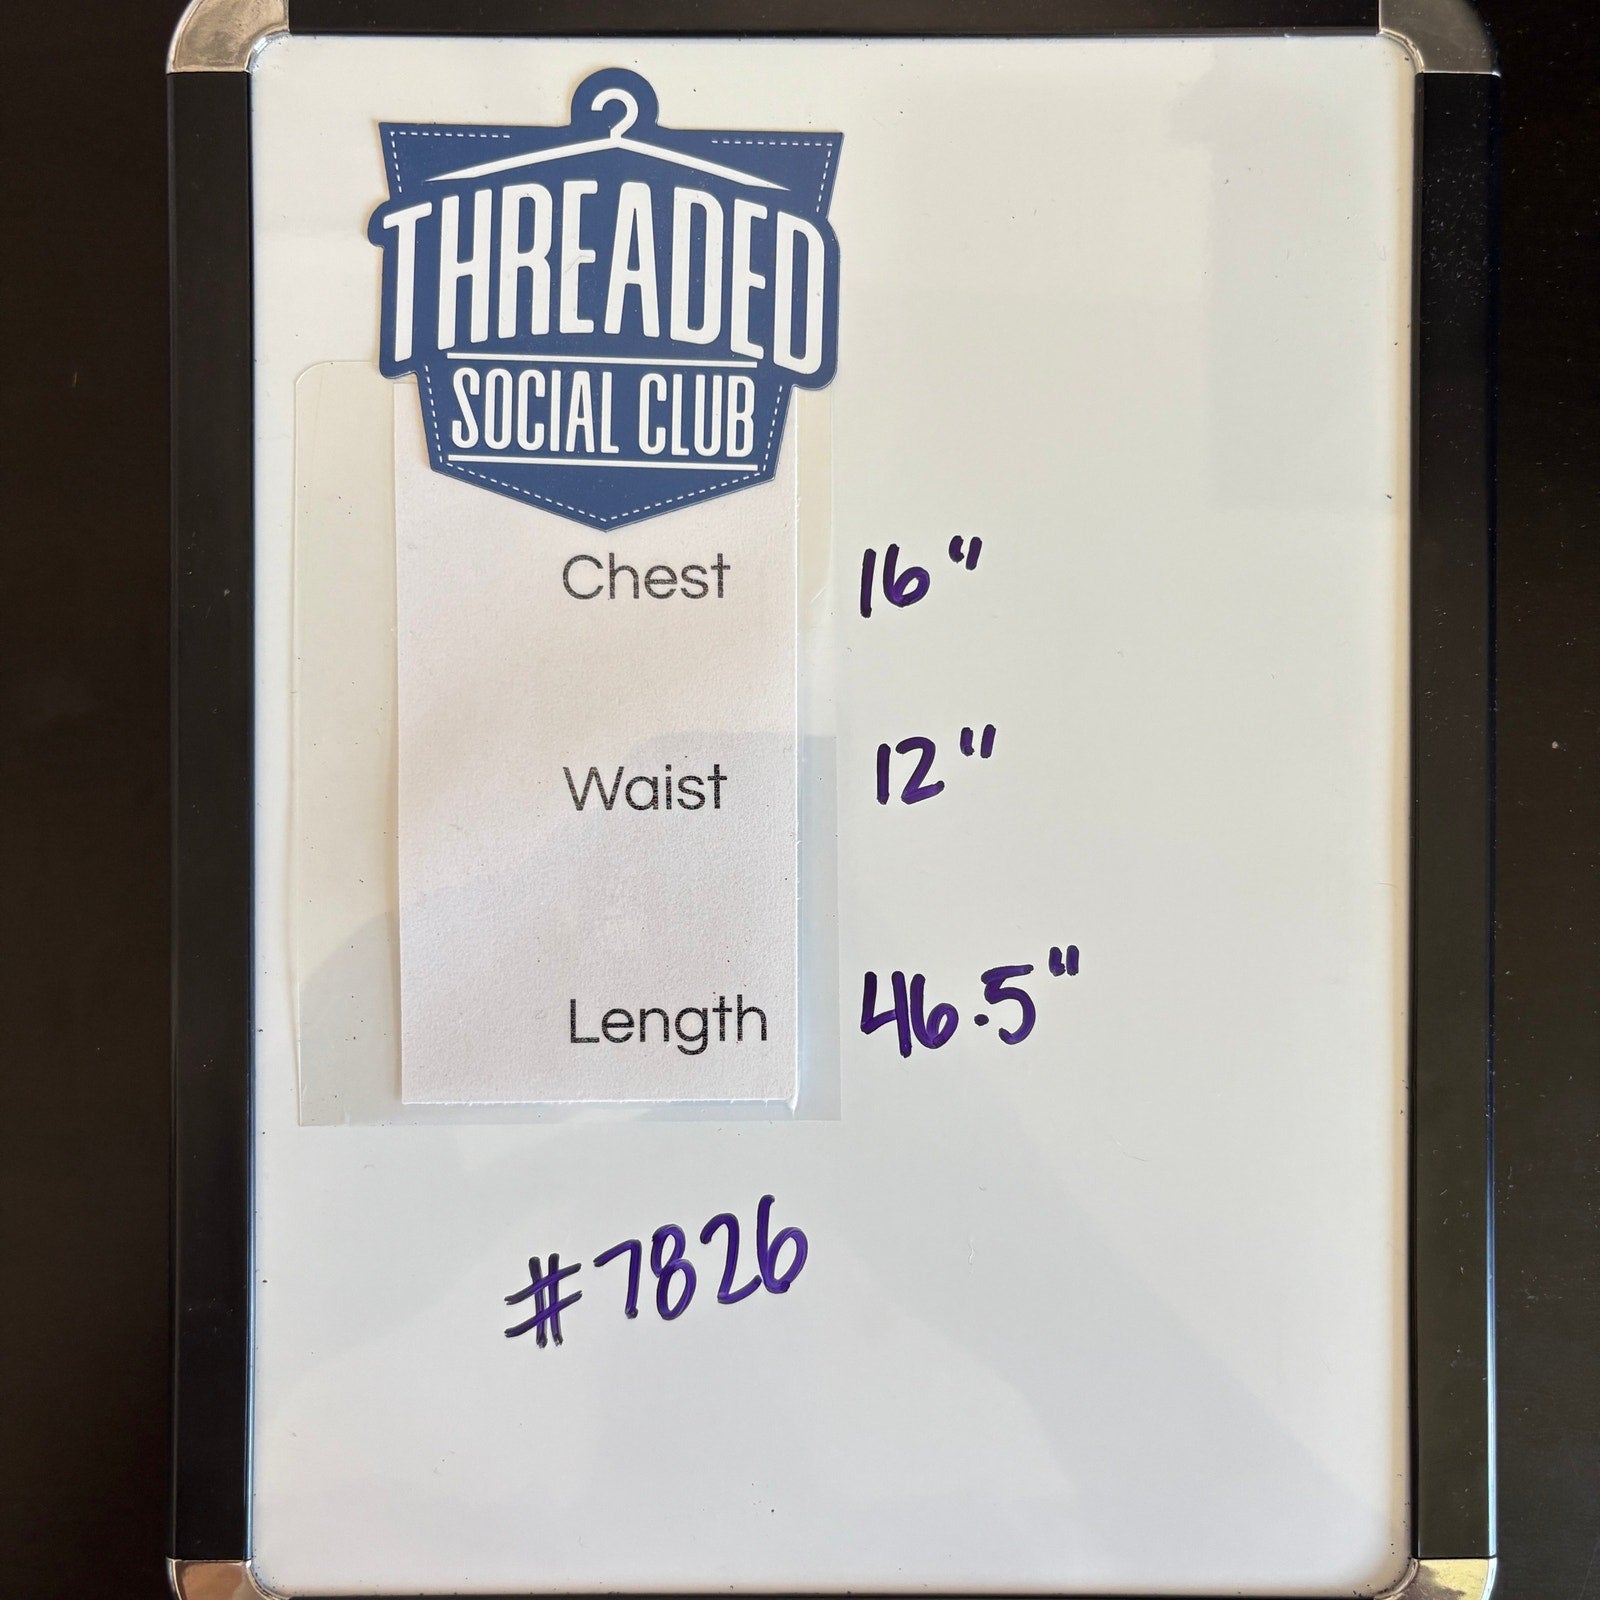 THREADED
SOCIAL CLUB
Chest 16"
Waist 12"
Length 46.5"
#7826